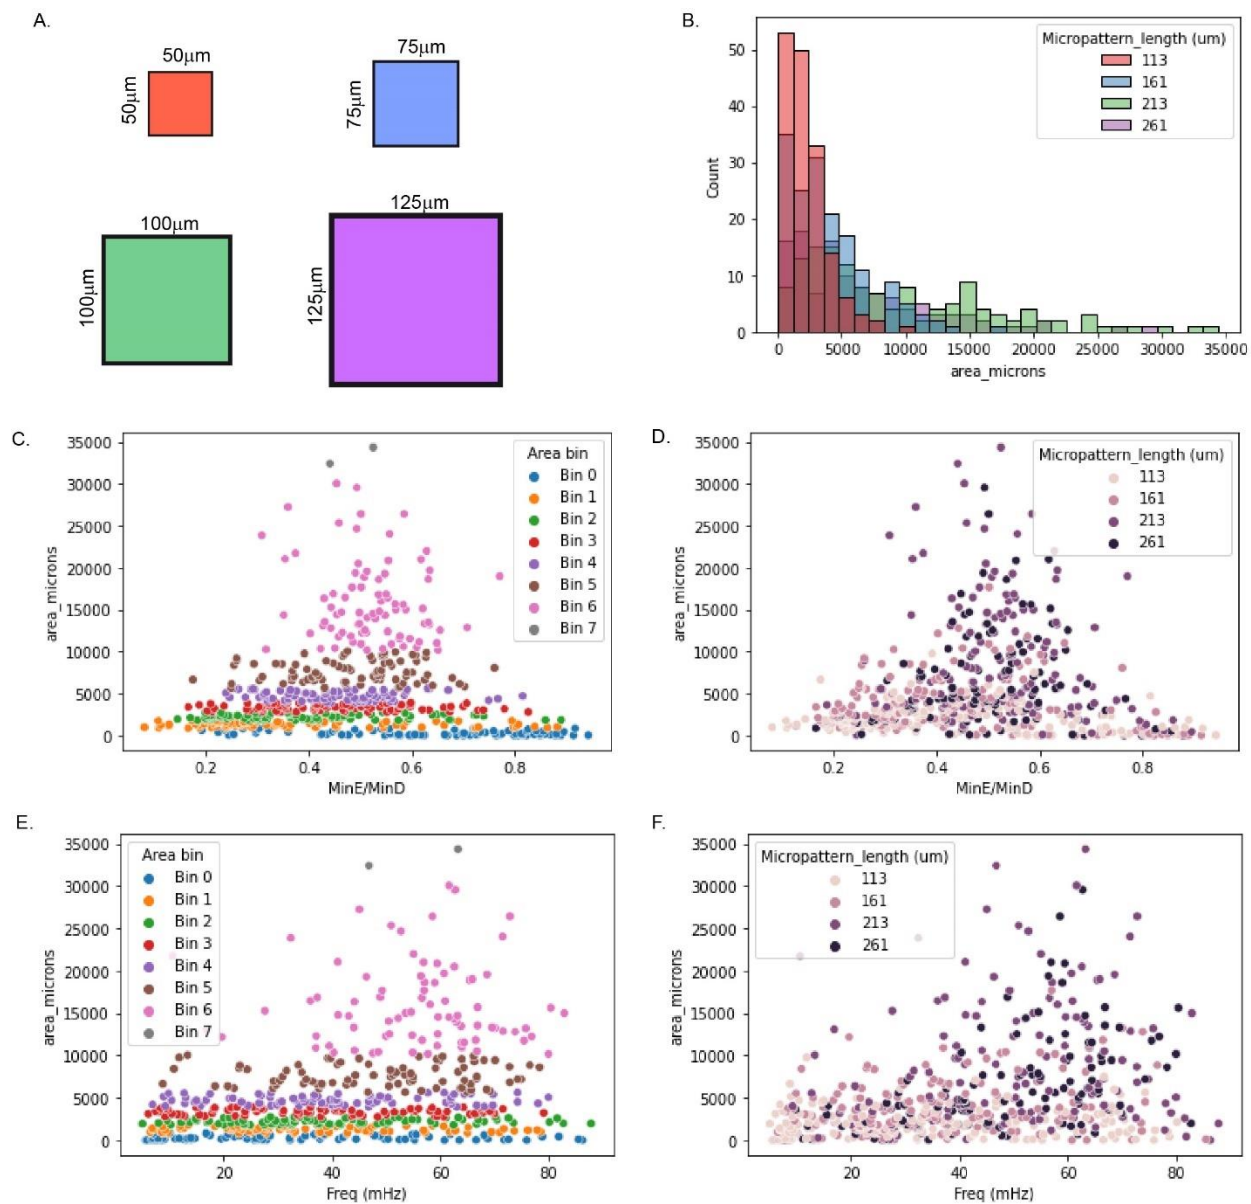 A.
50μm
50μm
75μm
75μm
100μm
100μm
125μm
125μm
B.
Micropattern_length (um)
113
161
213
261
50
40
30
20
10
0
Count
0 5000 10000 15000 20000 25000 30000 35000
area_microns
C.
35000
30000
25000
20000
15000
10000
5000
0
area_microns
Area bin
Bin 0
Bin 1
Bin 2
Bin 3
Bin 4
Bin 5
Bin 6
Bin 7
0.2 0.4 0.6 0.8
MinE/MinD
D.
35000
30000
25000
20000
15000
10000
5000
0
area_microns
Micropattern_length (um)
113
161
213
261
0.2 0.4 0.6 0.8
MinE/MinD
E.
35000
30000
25000
20000
15000
10000
5000
0
area_microns
Area bin
Bin 0
Bin 1
Bin 2
Bin 3
Bin 4
Bin 5
Bin 6
Bin 7
20 40 60 80
Freq (mHz)
F.
35000
30000
25000
20000
15000
10000
5000
0
area_microns
Micropattern_length (um)
113
161
213
261
20 40 60 80
Freq (mHz)